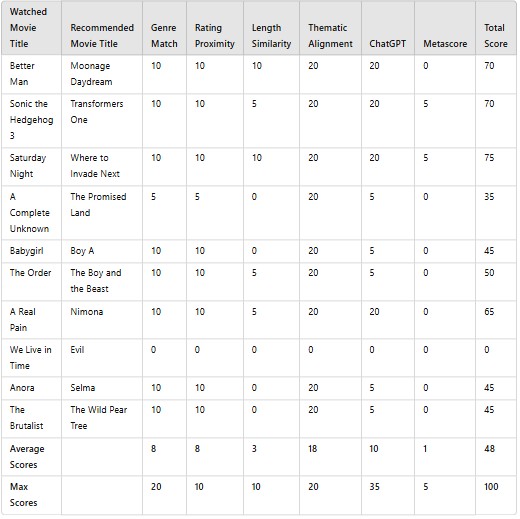 Watched Movie Title | Recommended Movie Title | Genre Match | Rating Proximity | Length Similarity | Thematic Alignment | ChatGPT | Metascore | Total Score
Better Man | Moonage Daydream | 10 | 10 | 10 | 20 | 20 | 0 | 70
Sonic the Hedgehog 3 | Transformers One | 10 | 10 | 5 | 20 | 20 | 5 | 70
Saturday Night | Where to Invade Next | 10 | 10 | 10 | 20 | 20 | 5 | 75
A Complete Unknown | The Promised Land | 5 | 5 | 0 | 20 | 5 | 0 | 35
Babygirl | Boy A | 10 | 10 | 0 | 20 | 5 | 0 | 45
The Order | The Boy and the Beast | 10 | 10 | 5 | 20 | 5 | 0 | 50
A Real Pain | Nimona | 10 | 10 | 5 | 20 | 20 | 0 | 65
We Live in Time | Evil | 0 | 0 | 0 | 0 | 0 | 0 | 0
Anora | Selma | 10 | 10 | 0 | 20 | 5 | 0 | 45
The Brutalist | The Wild Pear Tree | 10 | 10 | 0 | 20 | 5 | 0 | 45
Average Scores | | 8 | 8 | 3 | 18 | 10 | 1 | 48
Max Scores | | 20 | 10 | 10 | 20 | 35 | 5 | 100